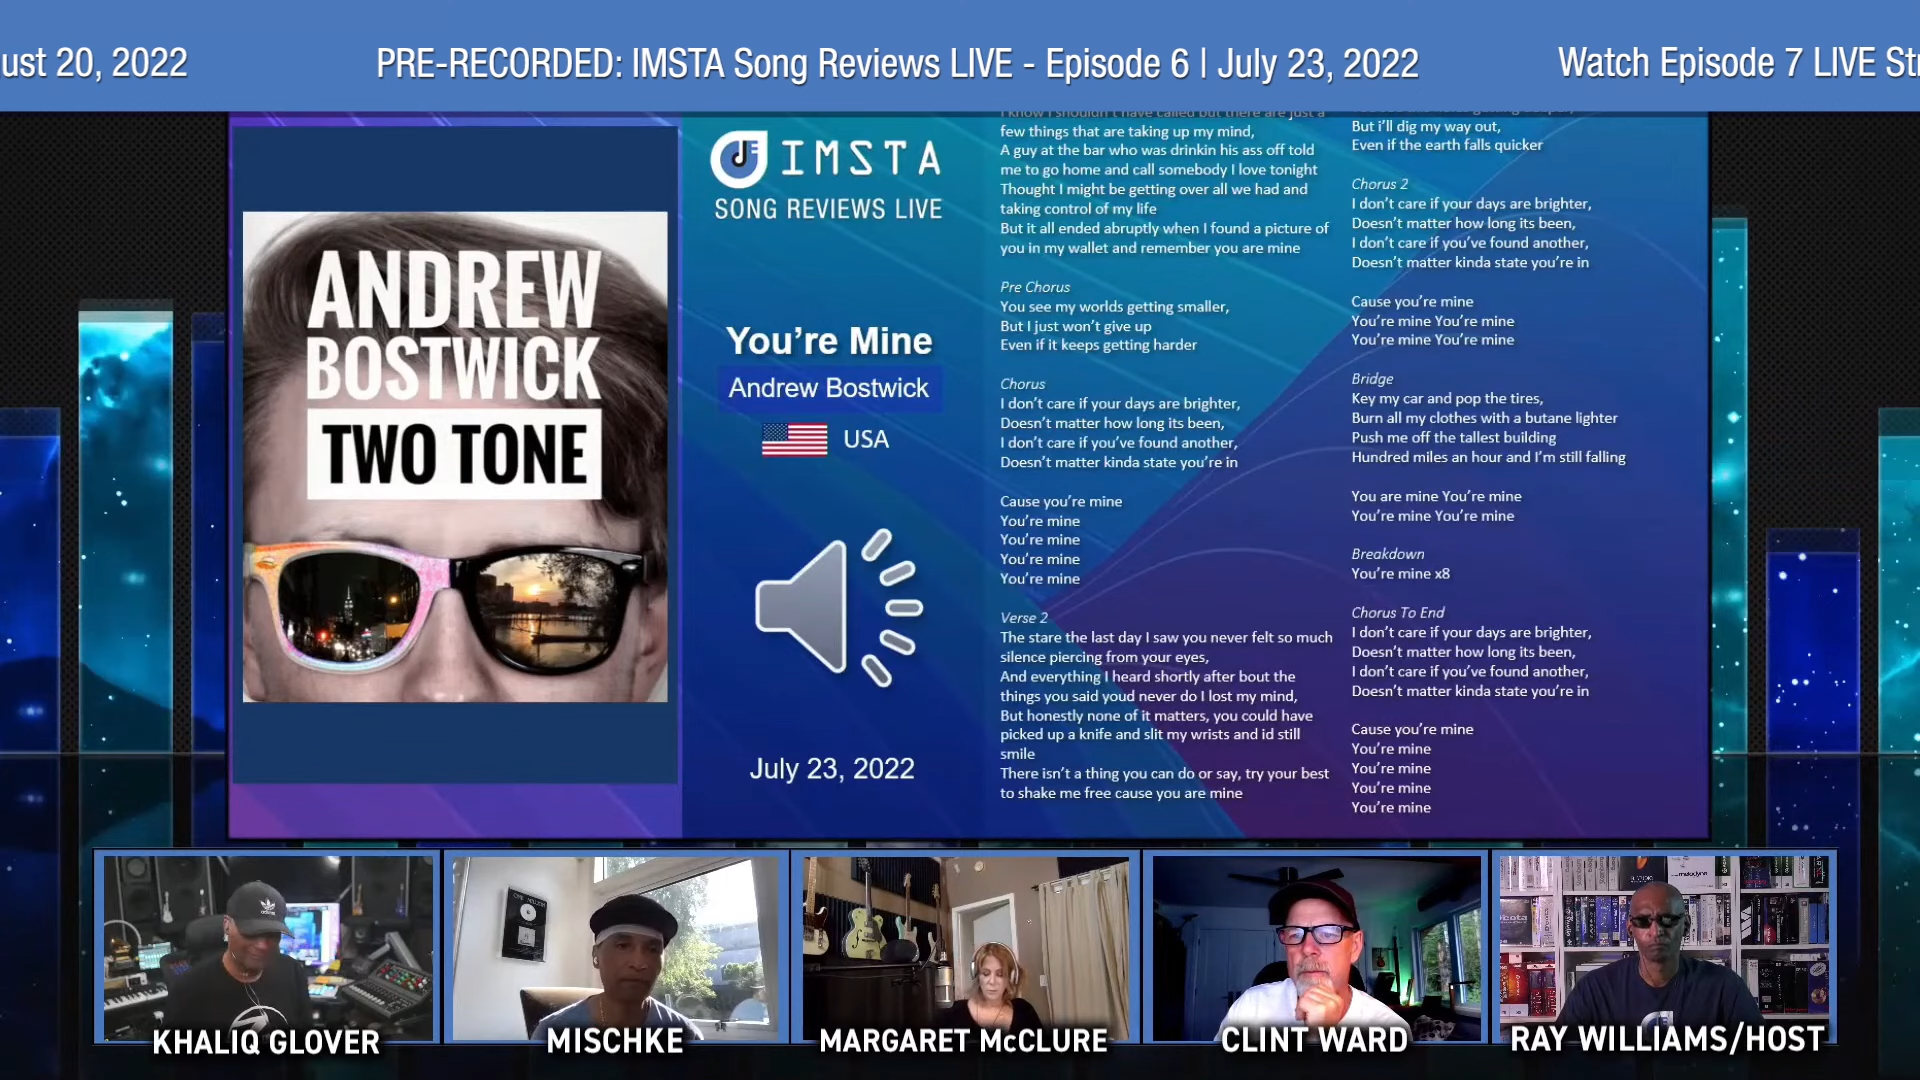 ust 20, 2022
PRE-RECORDED: IMSTA Song Reviews LIVE - Episode 6 | July 23, 2022
Watch Episode 7 LIVE Str
ANDREW
BOSTWICK
TWO TONE
IMSTA
SONG REVIEWS LIVE
You're Mine
Andrew Bostwick
USA
July 23, 2022
I know I shouldn't have called but there are just a
few things that are taking up my mind,
A guy at the bar who was drinkin his ass off told
me to go home and call somebody I love tonight
Thought I might be getting over all we had and
taking control of my life
But it all ended abruptly when I found a picture of
you in my wallet and remember you are mine
Pre Chorus
You see my worlds getting smaller,
But I just won't give up
Even if it keeps getting harder
Chorus
I don't care if your days are brighter,
Doesn't matter how long its been,
I don't care if you've found another,
Doesn't matter kinda state you're in
Cause you're mine
You're mine
You're mine
You're mine
You're mine
Verse 2
The stare the last day I saw you never felt so much
silence piercing from your eyes,
And everything I heard shortly after bout the
things you said youd never do I lost my mind,
But honestly none of it matters, you could have
picked up a knife and slit my wrists and id still
smile
There isn't a thing you can do or say, try your best
to shake me free cause you are mine
But i'll dig my way out,
Even if the earth falls quicker
Chorus 2
I don't care if your days are brighter,
Doesn't matter how long its been,
I don't care if you've found another,
Doesn't matter kinda state you're in
Cause you're mine
You're mine You're mine
You're mine You're mine
Bridge
Key my car and pop the tires,
Burn all my clothes with a butane lighter
Push me off the tallest building
Hundred miles an hour and I'm still falling
You are mine You're mine
You're mine You're mine
Breakdown
You're mine x8
Chorus To End
I don't care if your days are brighter,
Doesn't matter how long its been,
I don't care if you've found another,
Doesn't matter kinda state you're in
Cause you're mine
You're mine
You're mine
You're mine
You're mine
KHALIQ GLOVER
MISCHKE
MARGARET McCLURE
CLINT WARD
RAY WILLIAMS/HOST